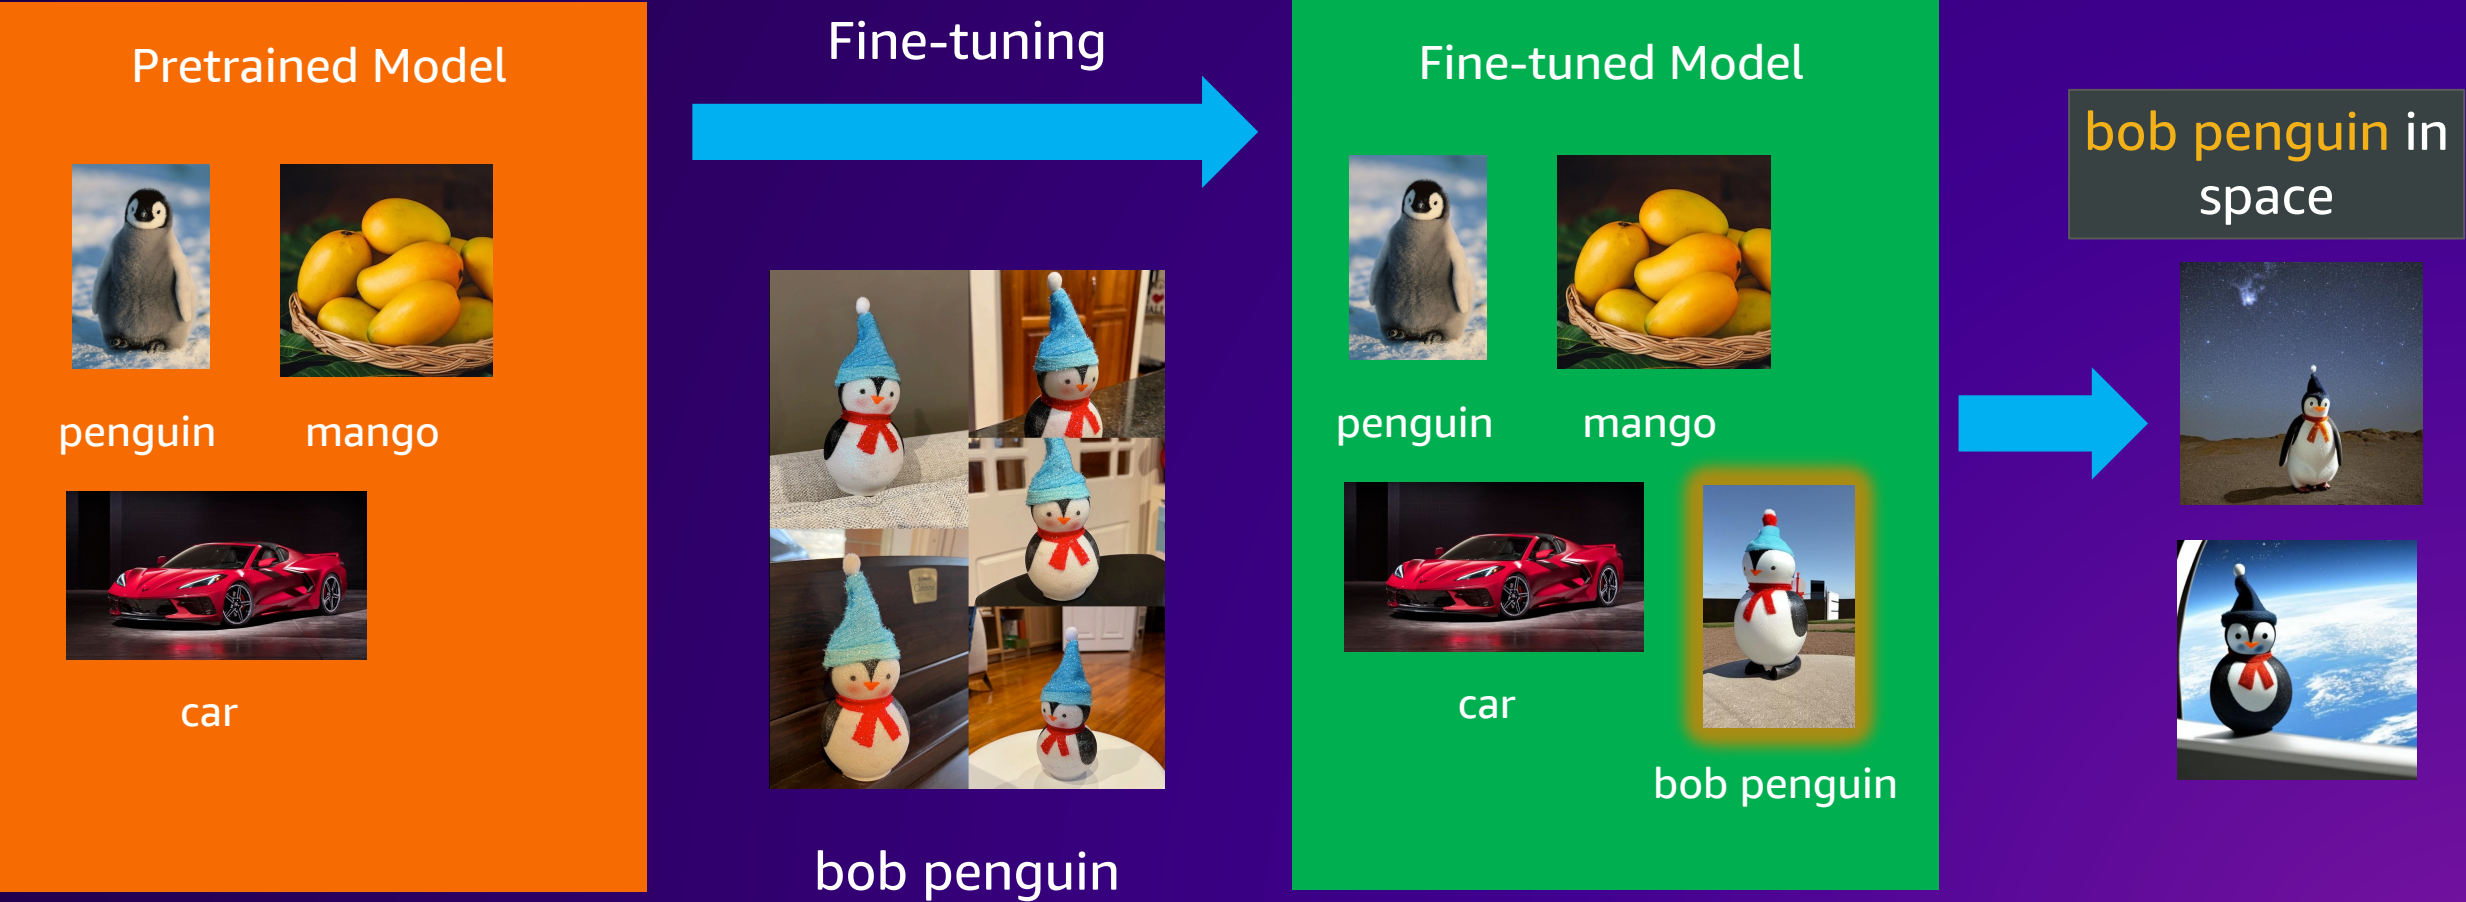 Pretrained Model
penguin
mango
car
Fine-tuning
bob penguin
Fine-tuned Model
penguin
mango
car
bob penguin
bob penguin in
space